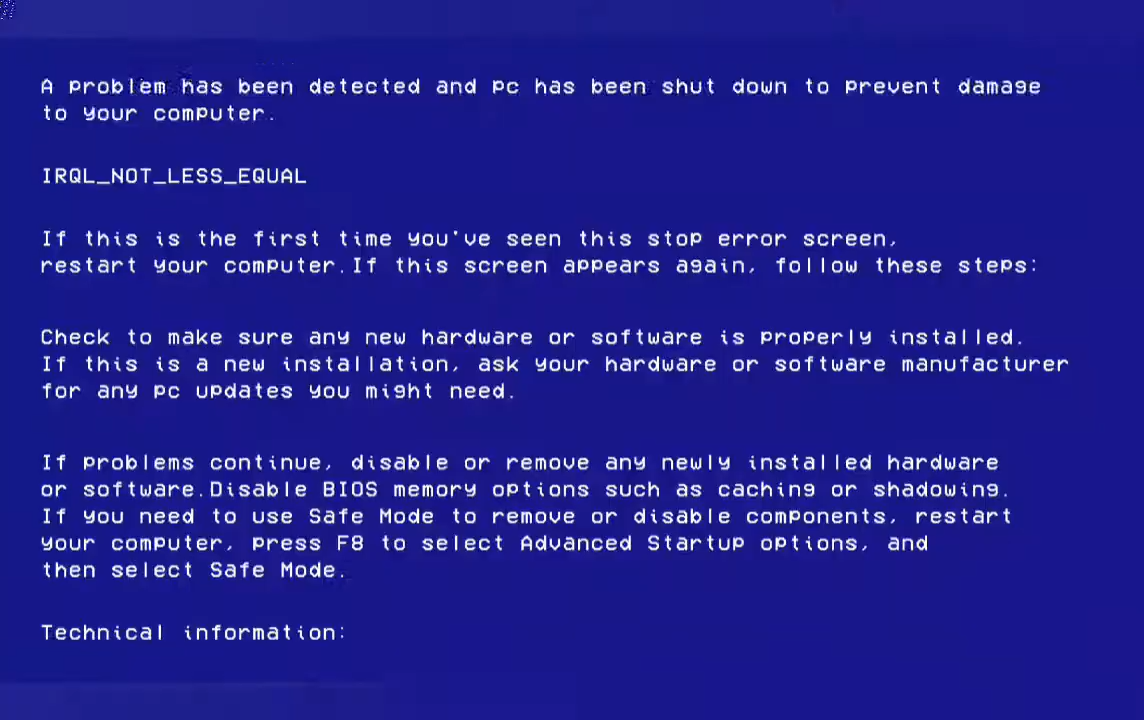 A problem has been detected and pc has been shut down to prevent damage
to your computer.
IRQL_NOT_LESS_EQUAL
If this is the first time you've seen this stop error screen,
restart your computer.If this screen appears again, follow these steps:
Check to make sure any new hardware or software is properly installed.
If this is a new installation, ask your hardware or software manufacturer
for any pc updates you might need.
If problems continue, disable or remove any newly installed hardware
or software.Disable BIOS memory options such as caching or shadowing.
If you need to use Safe Mode to remove or disable components, restart
your computer, press F8 to select Advanced Startup options, and
then select Safe Mode.
Technical information: